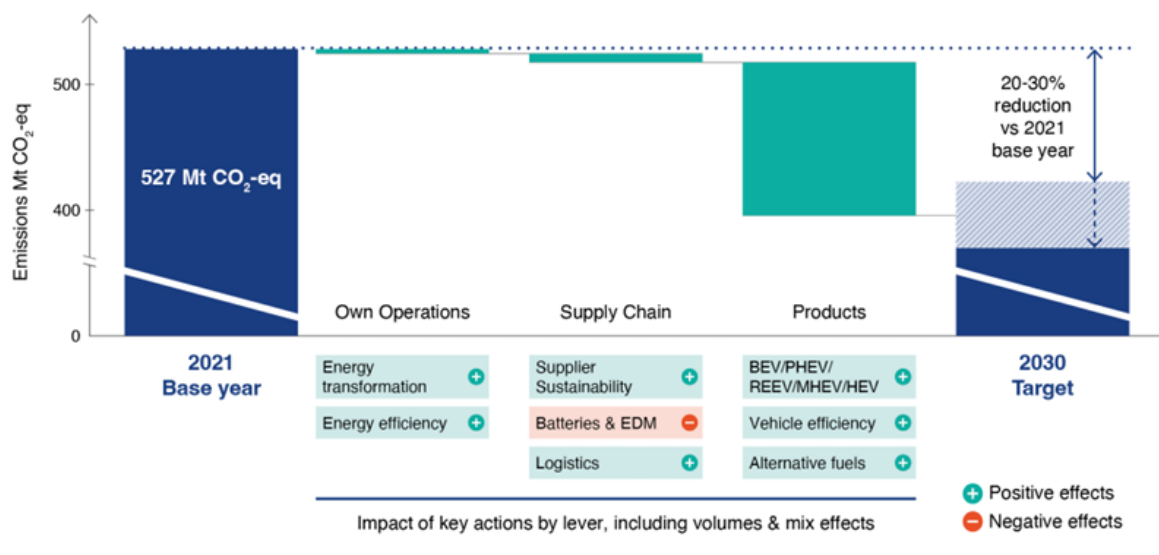 Emissions Mt CO₂-eq
500
400
0
527 Mt CO₂-eq
20-30%
reduction
vs 2021
base year
Own Operations
Supply Chain
Products
2021
Base year
2030
Target
Energy
transformation
Energy efficiency
Supplier
Sustainability
Batteries & EDM
Logistics
BEV/PHEV/
REEV/MHEV/HEV
Vehicle efficiency
Alternative fuels
Impact of key actions by lever, including volumes & mix effects
Positive effects
Negative effects